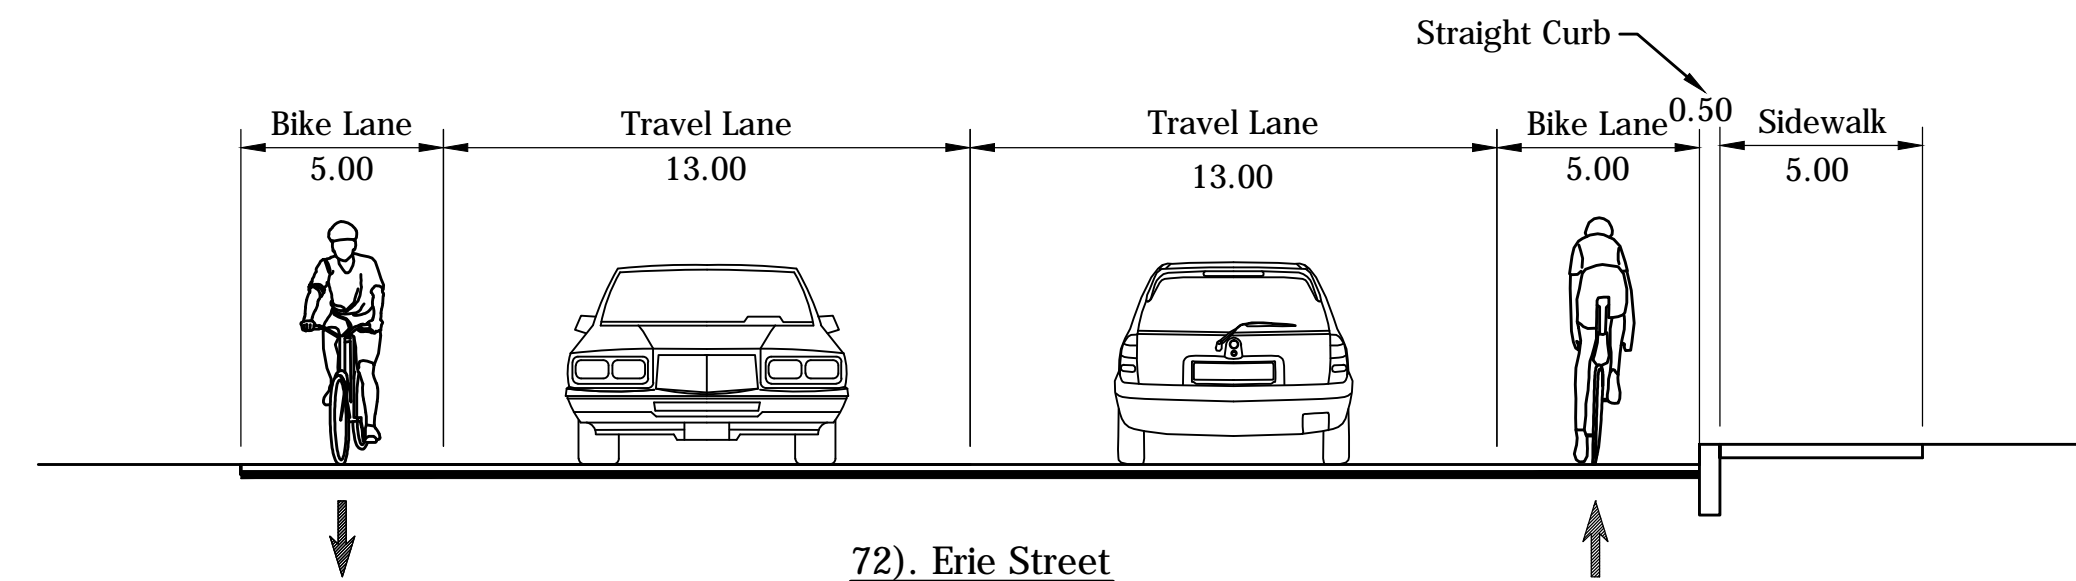 Straight Curb
0.50
Bike Lane
5.00
Travel Lane
13.00
Travel Lane
13.00
Bike Lane
5.00
Sidewalk
5.00
72). Erie Street